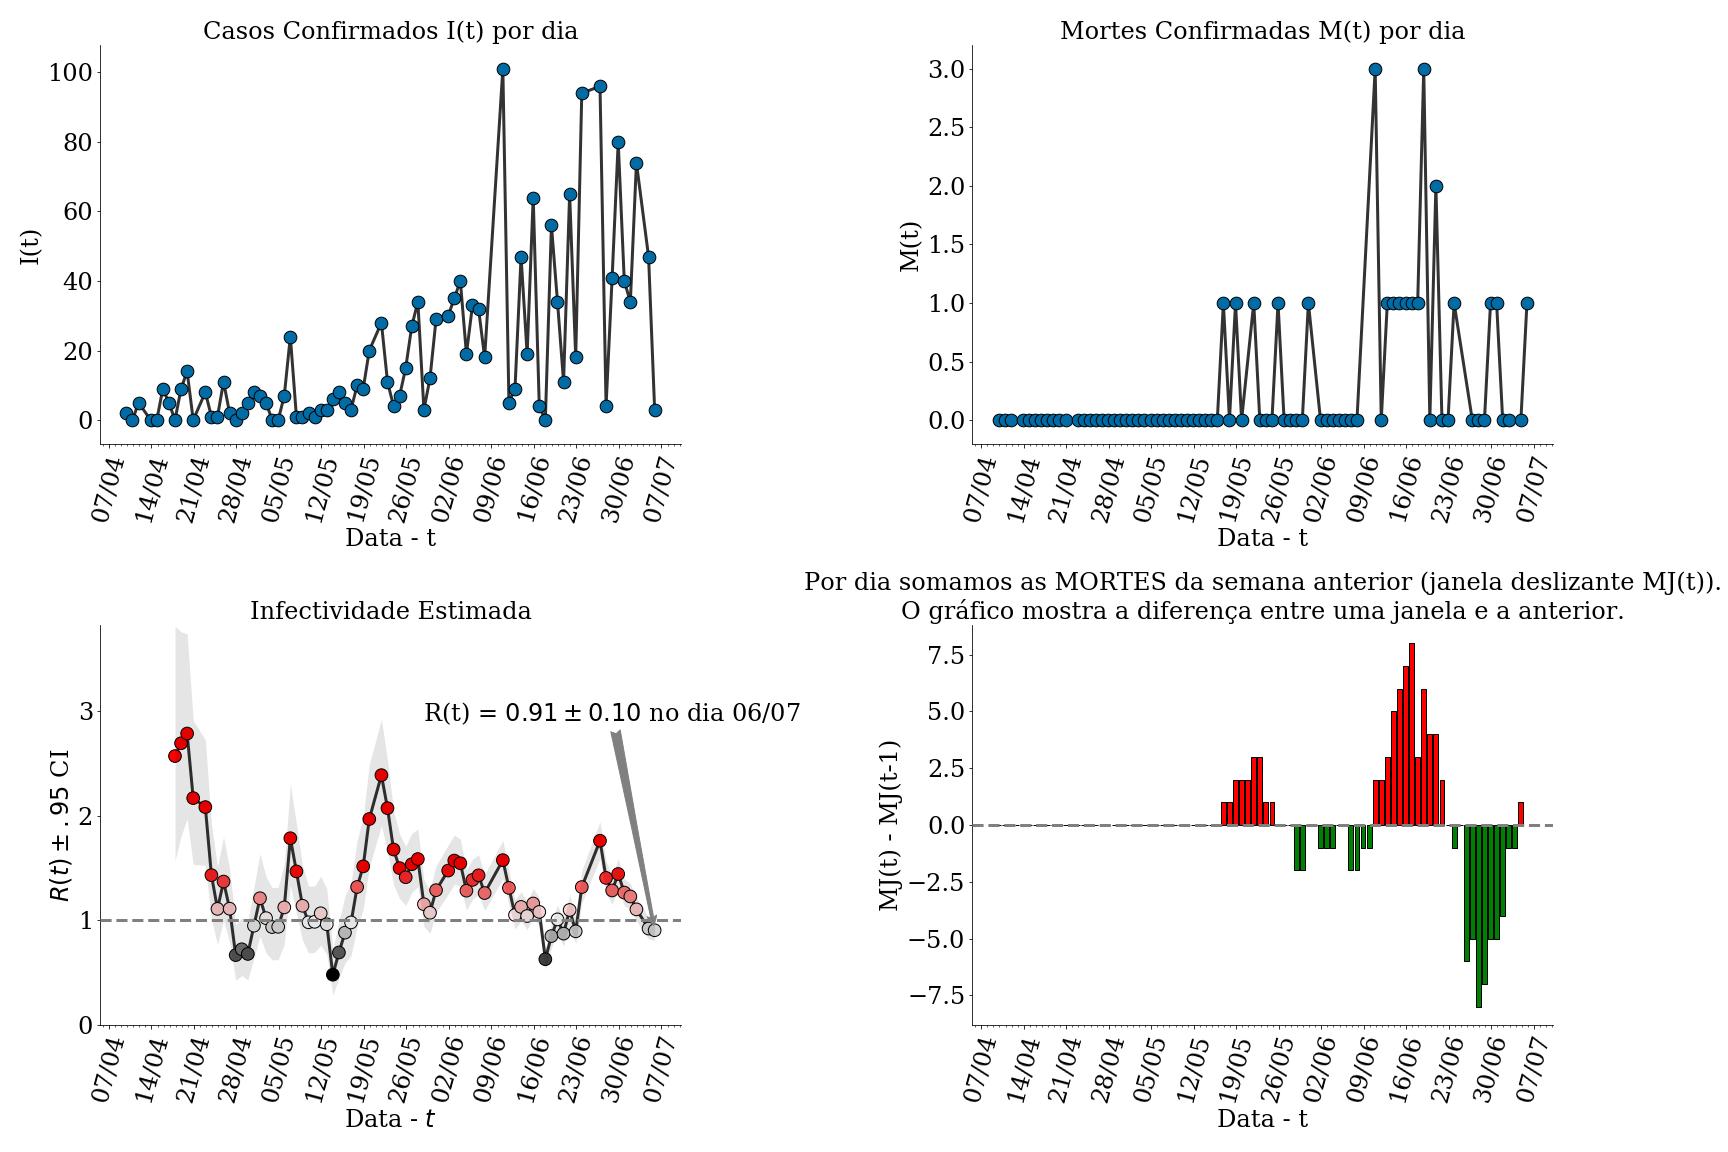 Casos Confirmados I(t) por dia
100
80
60
40
20
0
I(t)
07/04 14/04 21/04 28/04 05/05 12/05 19/05 26/05 02/06 09/06 16/06 23/06 30/06 07/07
Data - t
Mortes Confirmadas M(t) por dia
3.0
2.5
2.0
1.5
1.0
0.5
0.0
M(t)
07/04 14/04 21/04 28/04 05/05 12/05 19/05 26/05 02/06 09/06 16/06 23/06 30/06 07/07
Data - t
Infectividade Estimada
3
2
1
0
R(t) ± .95 CI
R(t) = 0.91 ± 0.10 no dia 06/07
07/04 14/04 21/04 28/04 05/05 12/05 19/05 26/05 02/06 09/06 16/06 23/06 30/06 07/07
Data - t
Por dia somamos as MORTES da semana anterior (janela deslizante MJ(t)).
O gráfico mostra a diferença entre uma janela e a anterior.
7.5
5.0
2.5
0.0
−2.5
−5.0
−7.5
MJ(t) - MJ(t-1)
07/04 14/04 21/04 28/04 05/05 12/05 19/05 26/05 02/06 09/06 16/06 23/06 30/06 07/07
Data - t